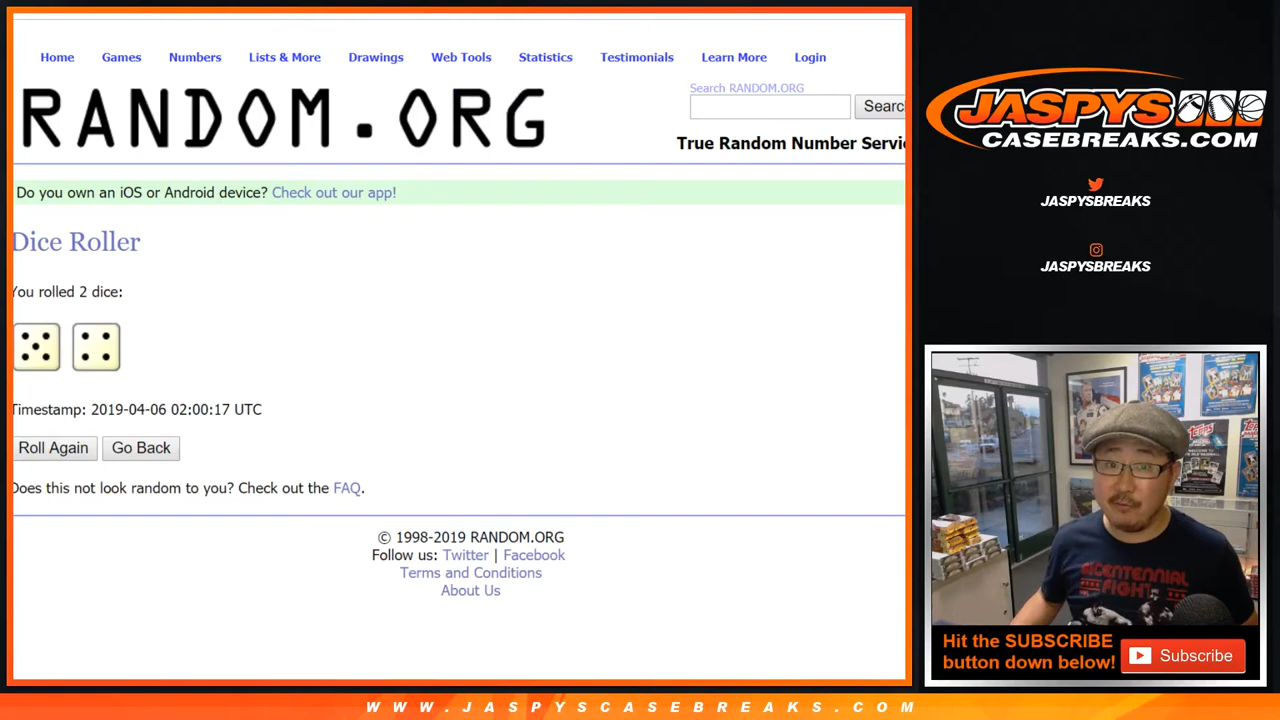 Home Games Numbers Lists & More Drawings Web Tools Statistics Testimonials Learn More Login
RANDOM.ORG
Search RANDOM.ORG
Search
True Random Number Servi
Do you own an iOS or Android device? Check out our app!
Dice Roller
You rolled 2 dice:
Timestamp: 2019-04-06 02:00:17 UTC
Roll Again Go Back
Does this not look random to you? Check out the FAQ.
© 1998-2019 RANDOM.ORG
Follow us: Twitter | Facebook
Terms and Conditions
About Us
JASPYS
CASEBREAKS.COM
JASPYSBREAKS
JASPYSBREAKS
topps
BICENTENNIAL
FIGHT
Hit the SUBSCRIBE
button down below!
Subscribe
WWW.JASPYSCASEBREAKS.COM